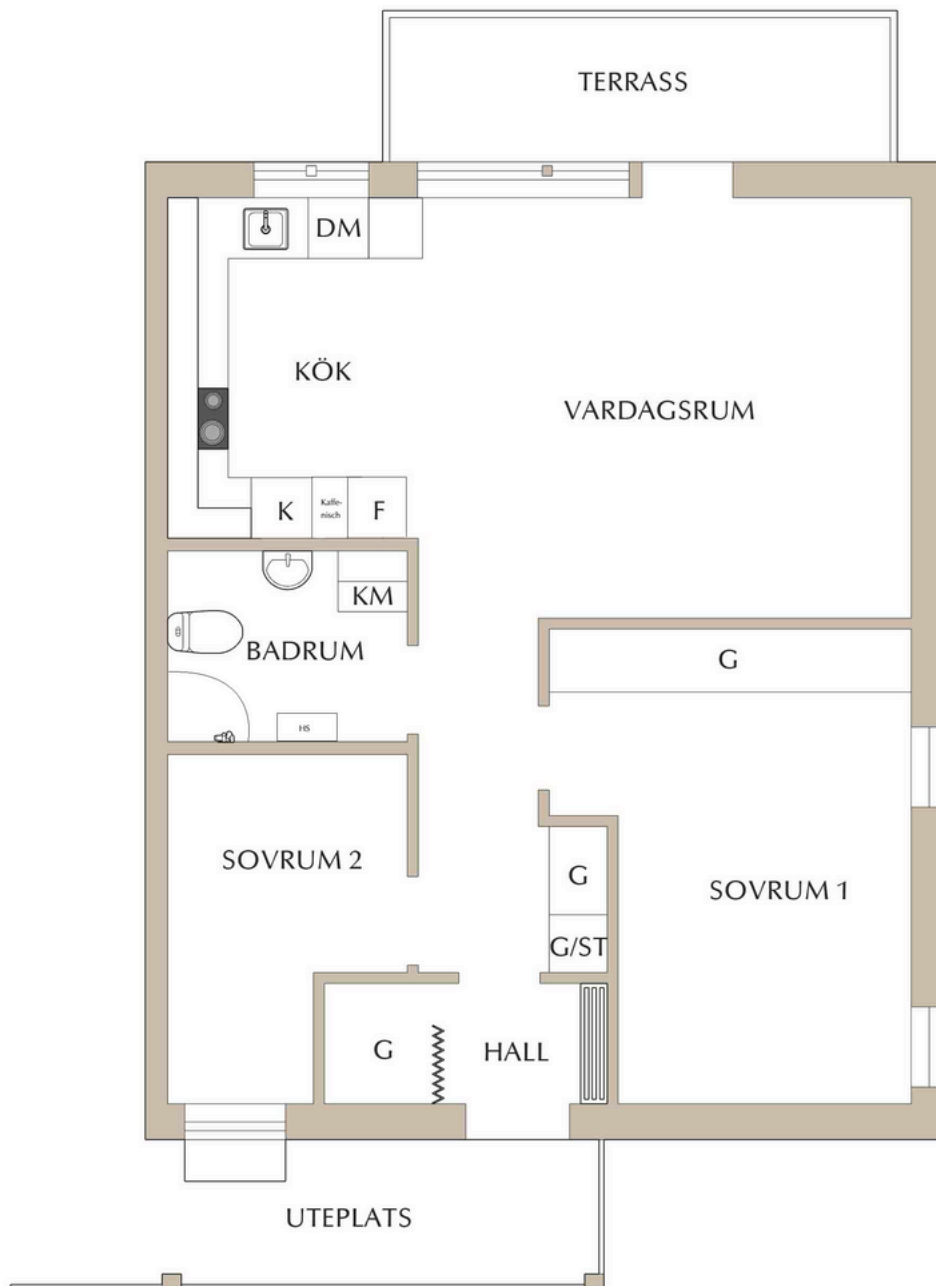 TERRASS
DM
KÖK
VARDAGSRUM
K
Kaffe-
nisch
F
KM
BADRUM
G
HS
SOVRUM 2
G
SOVRUM 1
G/ST
G
HALL
UTEPLATS